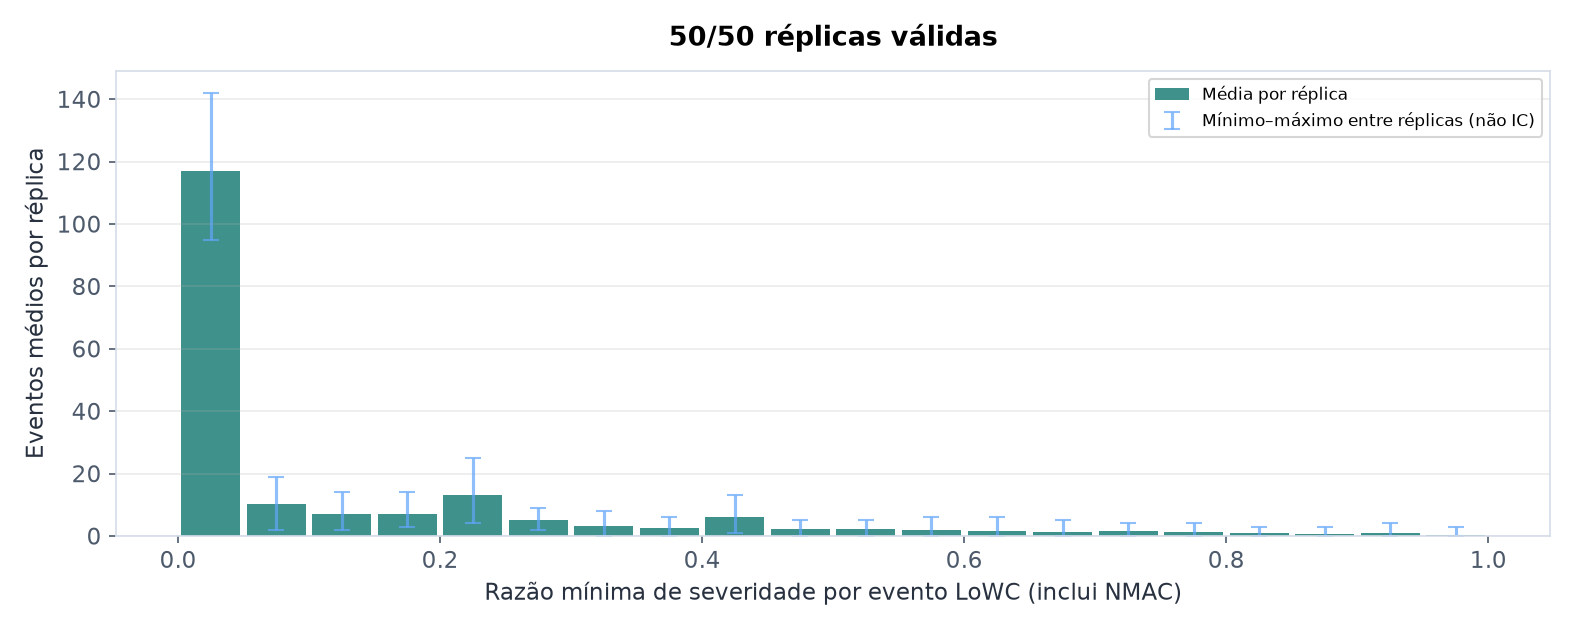 50/50 réplicas válidas
Média por réplica
Mínimo–máximo entre réplicas (não IC)
Eventos médios por réplica
140
120
100
80
60
40
20
0
0.0 0.2 0.4 0.6 0.8 1.0
Razão mínima de severidade por evento LoWC (inclui NMAC)